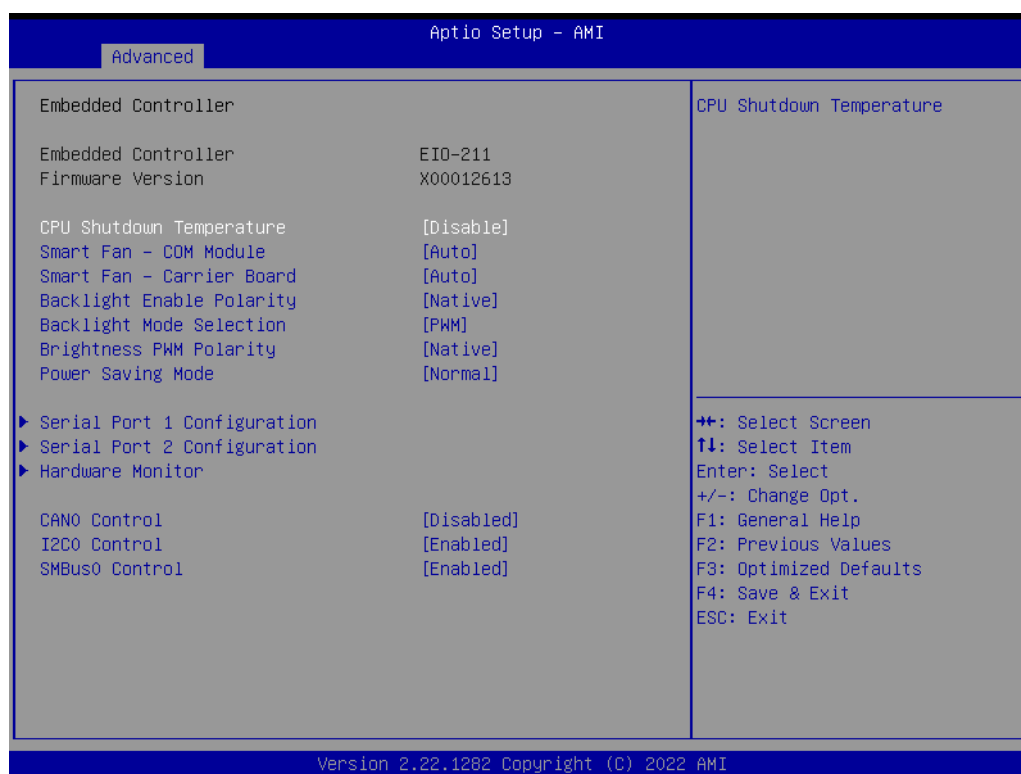 Aptio Setup – AMI
Advanced
Embedded Controller
Embedded Controller EIO-211
Firmware Version X00012613
CPU Shutdown Temperature [Disable]
Smart Fan – COM Module [Auto]
Smart Fan – Carrier Board [Auto]
Backlight Enable Polarity [Native]
Backlight Mode Selection [PWM]
Brightness PWM Polarity [Native]
Power Saving Mode [Normal]
Serial Port 1 Configuration
Serial Port 2 Configuration
Hardware Monitor
CAN0 Control [Disabled]
I2C0 Control [Enabled]
SMBus0 Control [Enabled]
CPU Shutdown Temperature
→←: Select Screen
↑↓: Select Item
Enter: Select
+/-: Change Opt.
F1: General Help
F2: Previous Values
F3: Optimized Defaults
F4: Save & Exit
ESC: Exit
Version 2.22.1282 Copyright (C) 2022 AMI